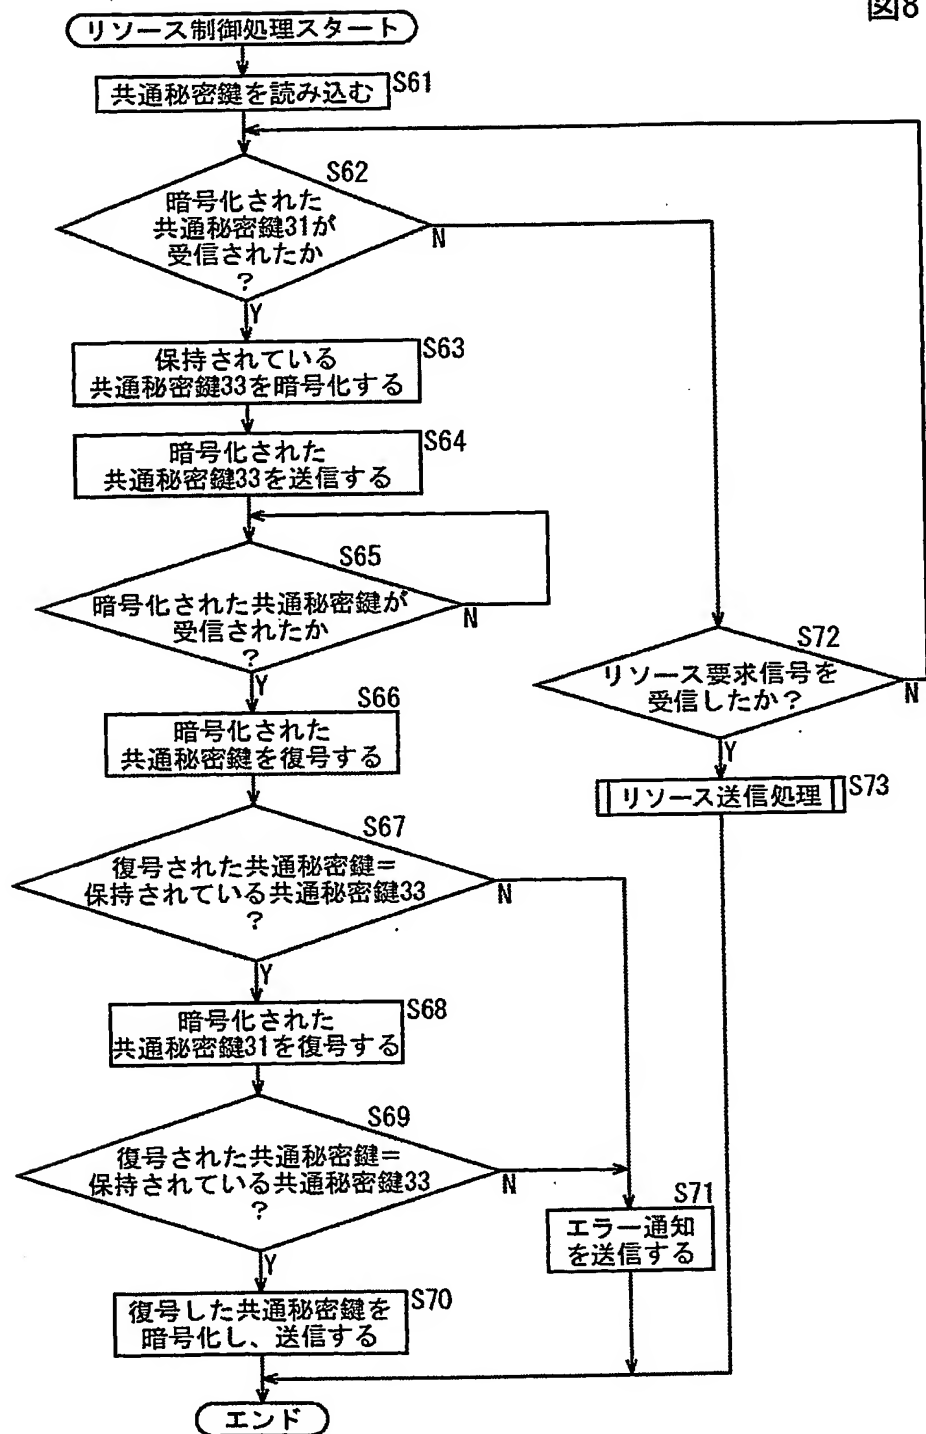 図8
リソース制御処理スタート
共通秘密鍵を読み込む
S61
S62
暗号化された
共通秘密鍵31が
受信されたか
?
N
Y
保持されている
共通秘密鍵33を暗号化する
S63
暗号化された
共通秘密鍵33を送信する
S64
S65
暗号化された共通秘密鍵が
受信されたか
?
N
Y
S66
暗号化された
共通秘密鍵を復号する
S67
復号された共通秘密鍵=
保持されている共通秘密鍵33
?
N
Y
S68
暗号化された
共通秘密鍵31を復号する
S69
復号された共通秘密鍵=
保持されている共通秘密鍵33
?
N
Y
S70
復号した共通秘密鍵を
暗号化し、送信する
S71
エラー通知
を送信する
S72
リソース要求信号を
受信したか?
N
Y
リソース送信処理
S73
エンド